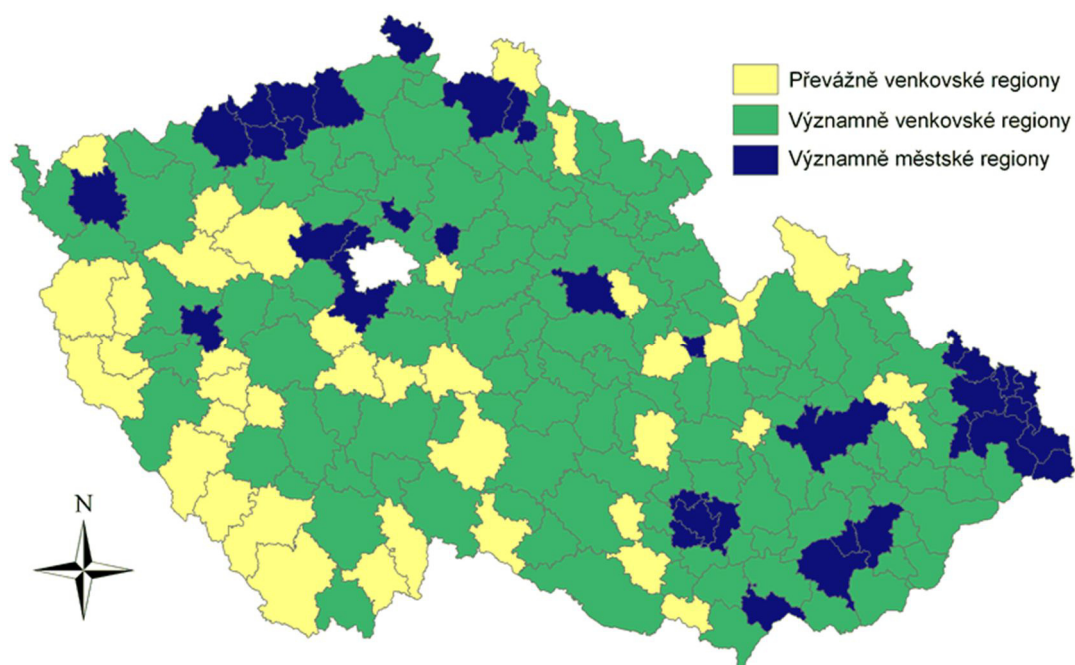 Převážně venkovské regiony
Významně venkovské regiony
Významně městské regiony
N